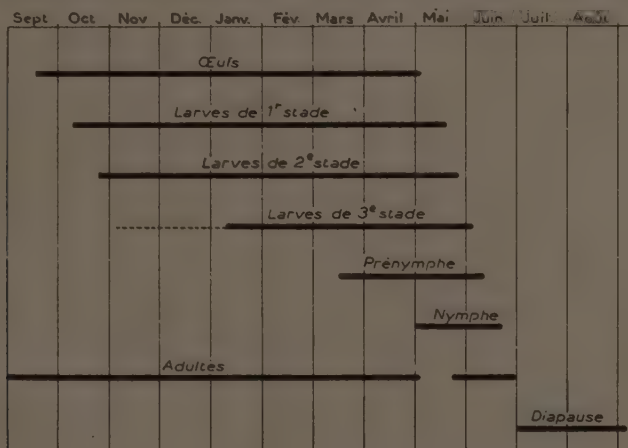 Sept Oct Nov Déc. Janv. Fév. Mars Avril Mai Juin Juil Août
Œufs
Larves de 1ʳ stade
Larves de 2ᵉ stade
Larves de 3ᵉ stade
Prénymphe
Nymphe
Adultes
Diapause